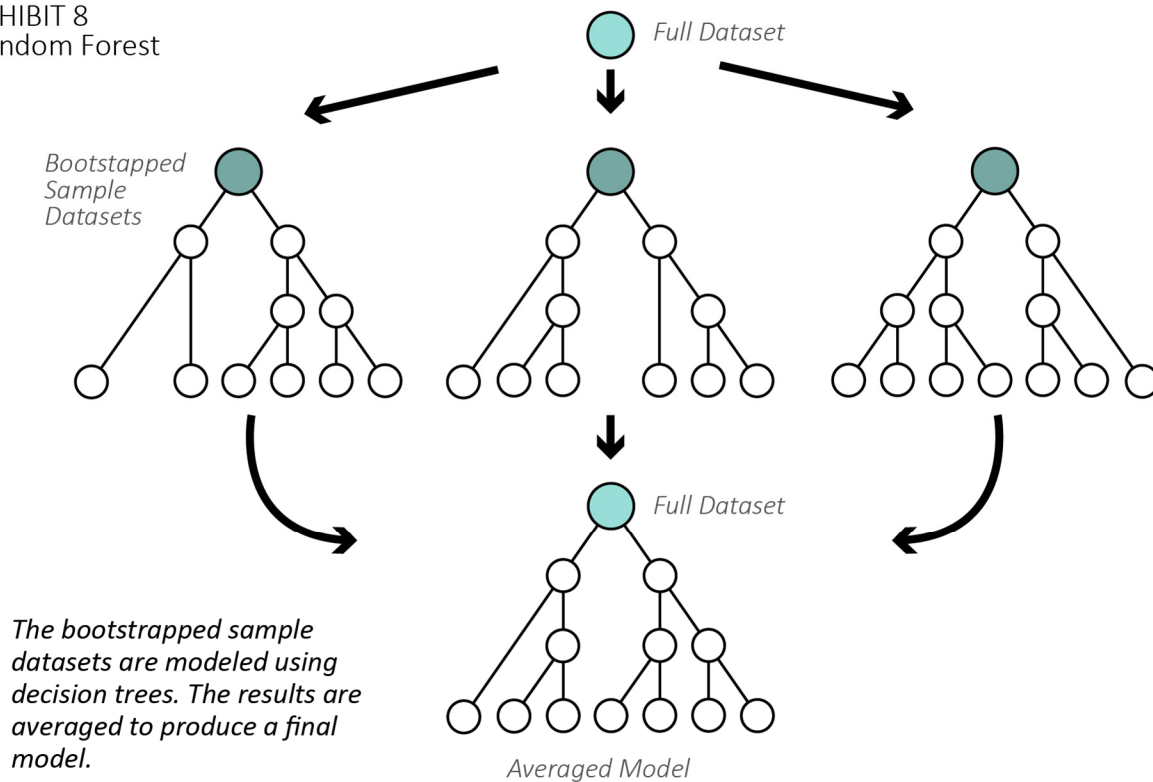 HIBIT 8
ndom Forest
Full Dataset
Bootstapped
Sample
Datasets
Full Dataset
The bootstrapped sample
datasets are modeled using
decision trees. The results are
averaged to produce a final
model.
Averaged Model